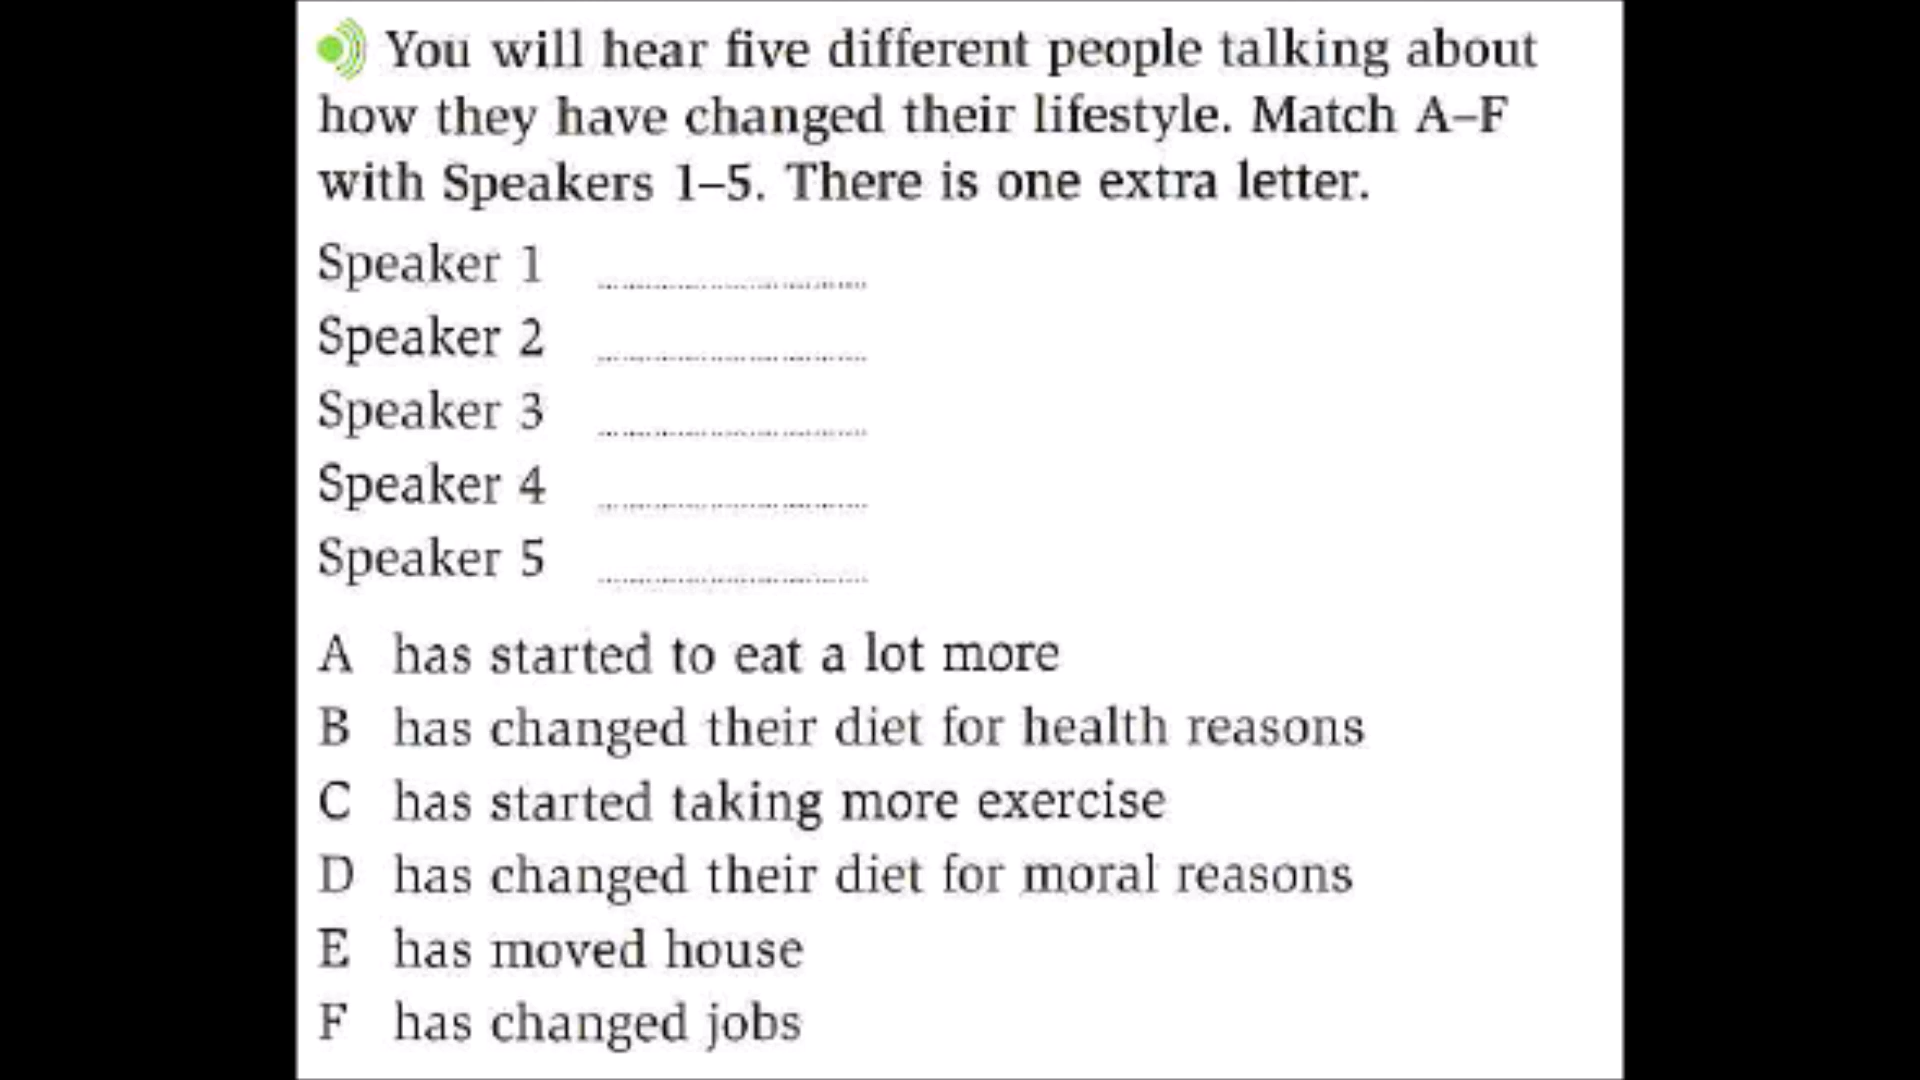 You will hear five different people talking about
how they have changed their lifestyle. Match A–F
with Speakers 1–5. There is one extra letter.
Speaker 1
Speaker 2
Speaker 3
Speaker 4
Speaker 5
A has started to eat a lot more
B has changed their diet for health reasons
C has started taking more exercise
D has changed their diet for moral reasons
E has moved house
F has changed jobs